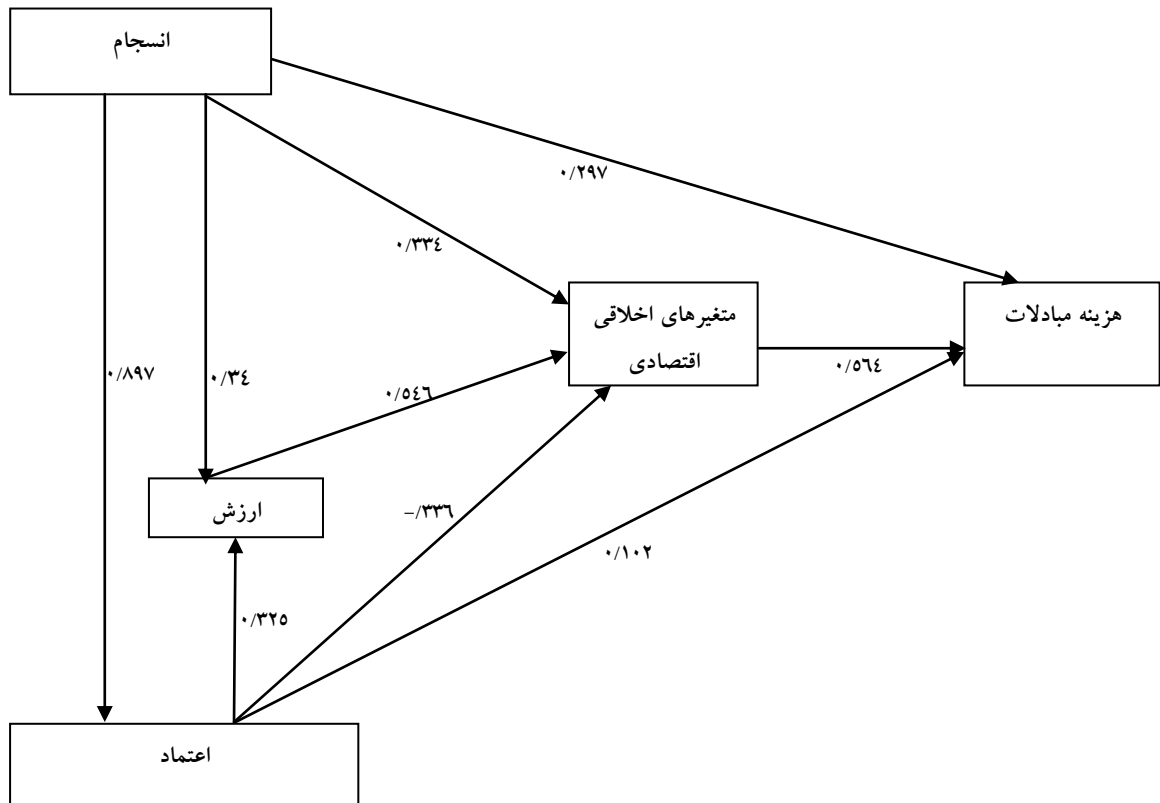 انسجام
۰/۲۹۷
۰/۳۳٤
متغیرهای اخلاقی
اقتصادی
هزینه مبادلات
۰/۸۹۷
۰/۳٤
۰/٥٦٤
۰/٥٤٦
ارزش
-/۳۳٦
۰/۱۰۲
۰/۳۲٥
اعتماد